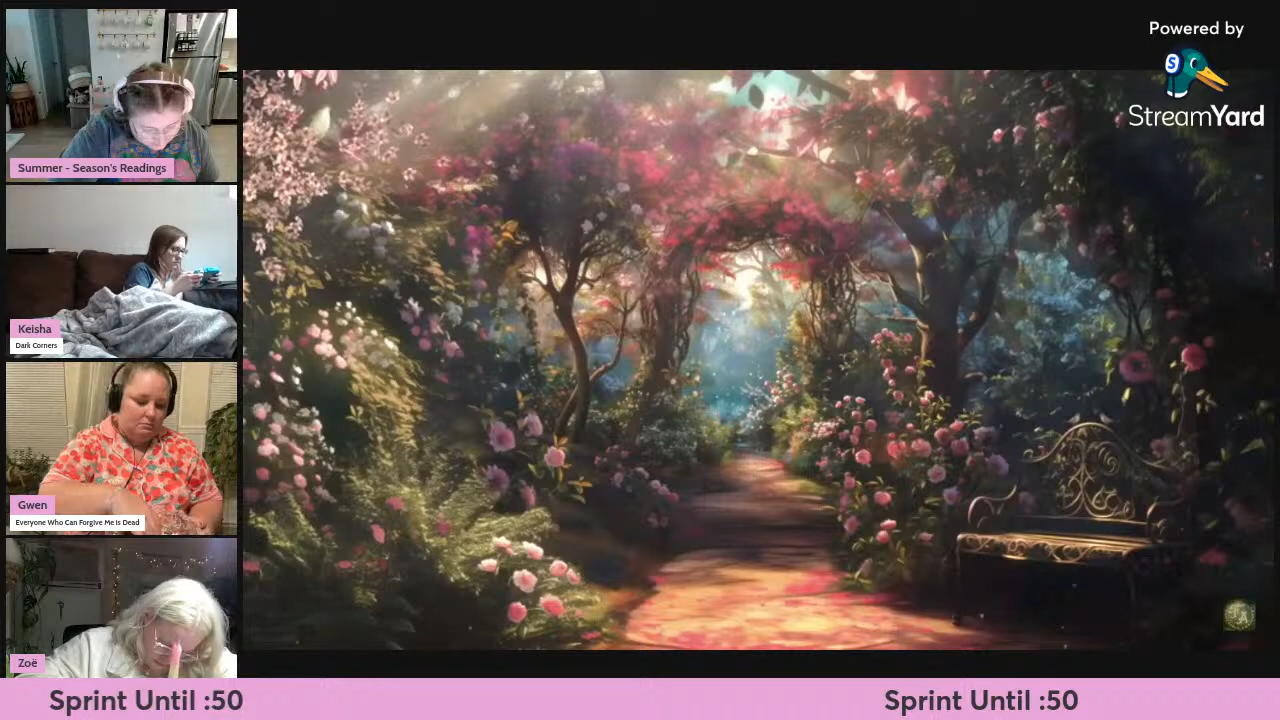 Powered by
S
StreamYard
Summer - Season's Readings
Keisha
Dark Corners
Gwen
Everyone Who Can Forgive Me Is Dead
Zoë
Sprint Until :50
Sprint Until :50